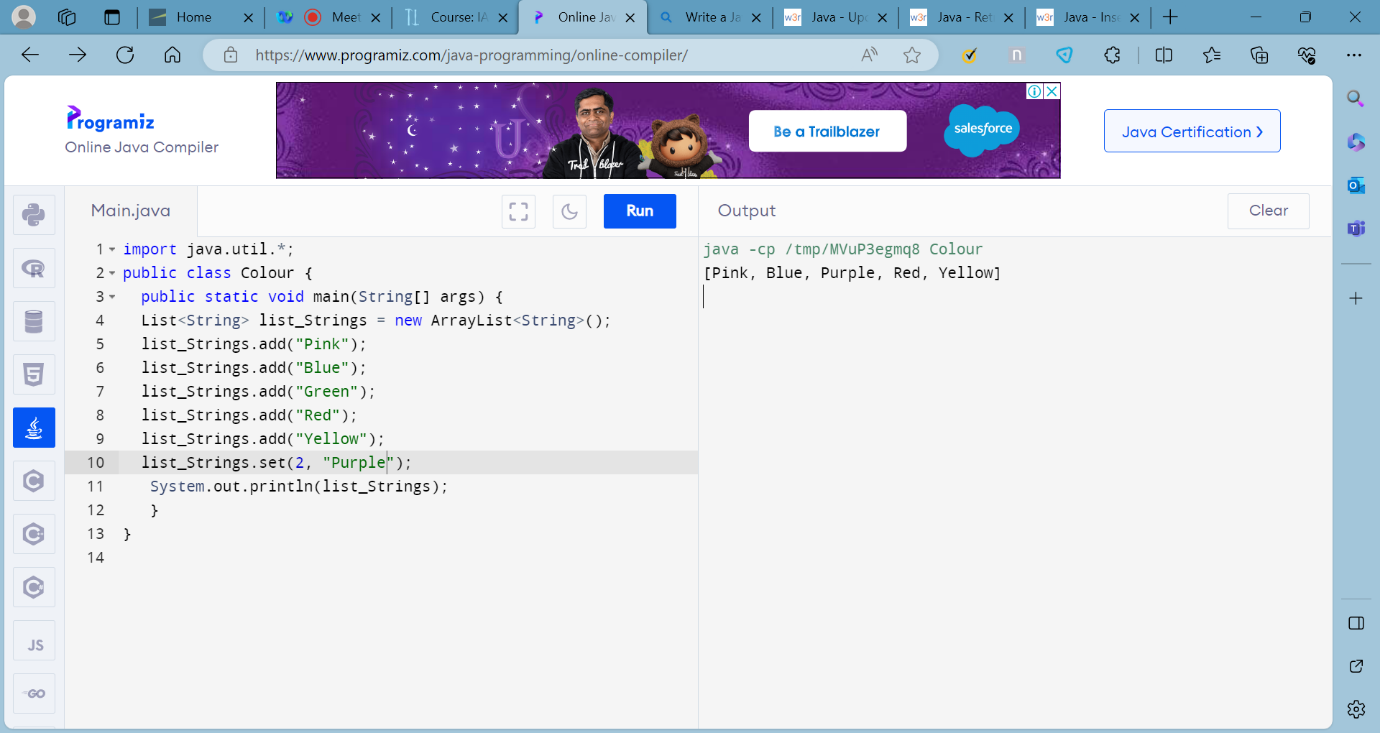 Home
Meet
Course: IA
Online Jav
Write a Ja
w3r Java - Upd
w3r Java - Ret
w3r Java - Inse
https://www.programiz.com/java-programming/online-compiler/
Programiz
Online Java Compiler
Be a Trailblazer
salesforce
Java Certification
Main.java
Run
Output
Clear
1 import java.util.*;
2 public class Colour {
3 public static void main(String[] args) {
4 List<String> list_Strings = new ArrayList<String>();
5 list_Strings.add("Pink");
6 list_Strings.add("Blue");
7 list_Strings.add("Green");
8 list_Strings.add("Red");
9 list_Strings.add("Yellow");
10 list_Strings.set(2, "Purple");
11 System.out.println(list_Strings);
12 }
13 }
14
java -cp /tmp/MVuP3egmq8 Colour
[Pink, Blue, Purple, Red, Yellow]
JS
GO